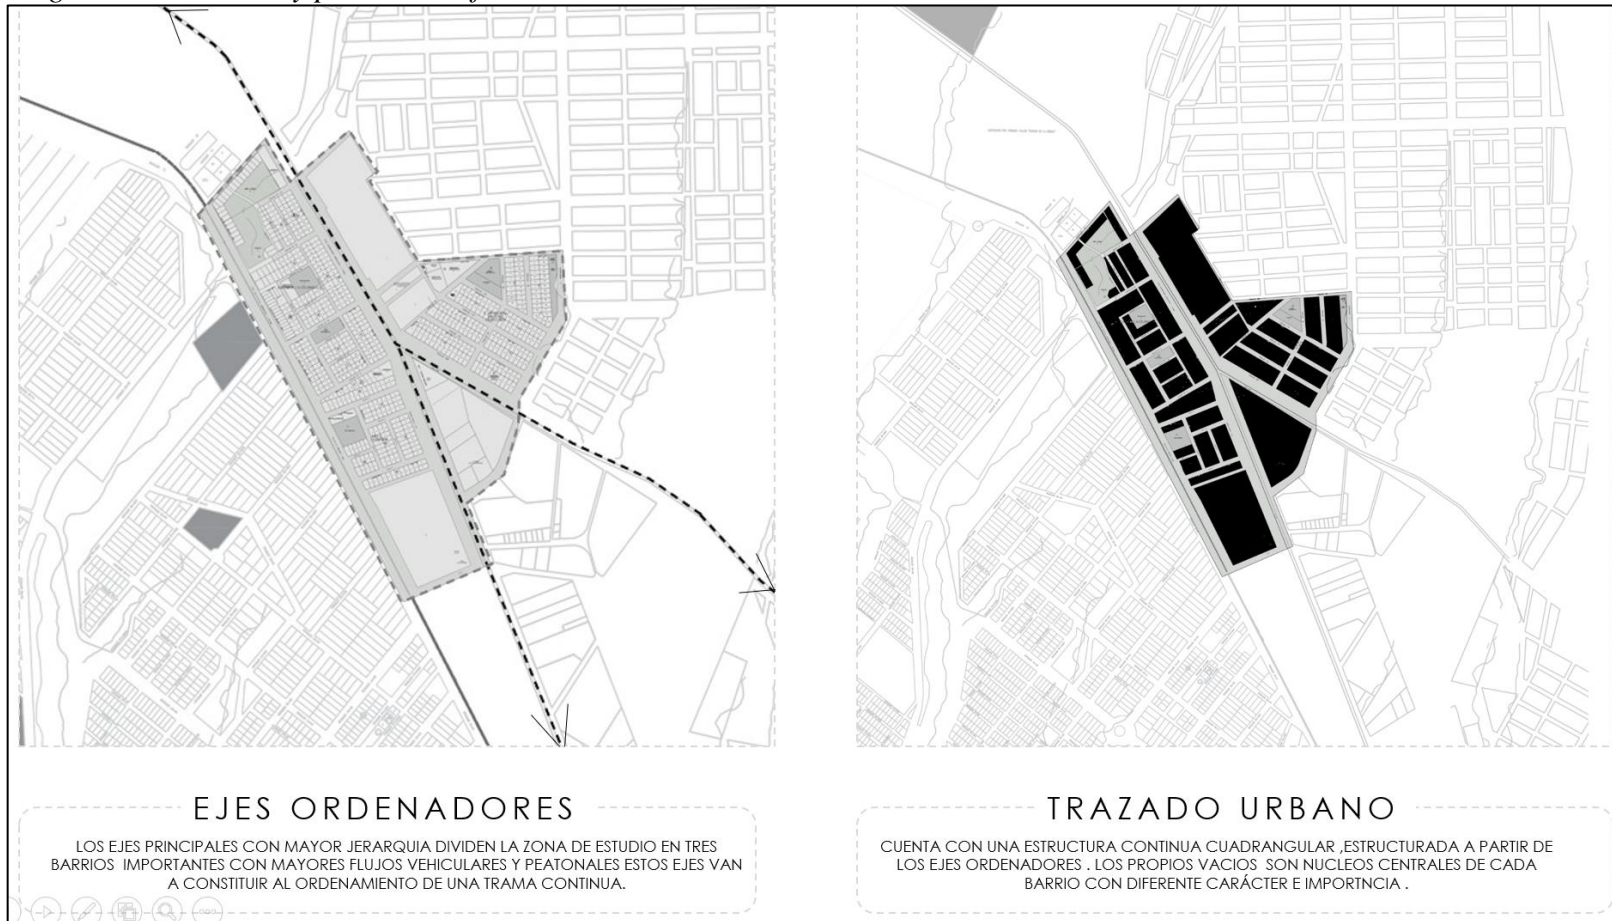 EJES ORDENADORES
LOS EJES PRINCIPALES CON MAYOR JERARQUIA DIVIDEN LA ZONA DE ESTUDIO EN TRES
BARRIOS IMPORTANTES CON MAYORES FLUJOS VEHICULARES Y PEATONALES ESTOS EJES VAN
A CONSTITUIR AL ORDENAMIENTO DE UNA TRAMA CONTINUA.
TRAZADO URBANO
CUENTA CON UNA ESTRUCTURA CONTINUA CUADRANGULAR ,ESTRUCTURADA A PARTIR DE
LOS EJES ORDENADORES . LOS PROPIOS VACIOS SON NUCLEOS CENTRALES DE CADA
BARRIO CON DIFERENTE CARÁCTER E IMPORTNCIA .